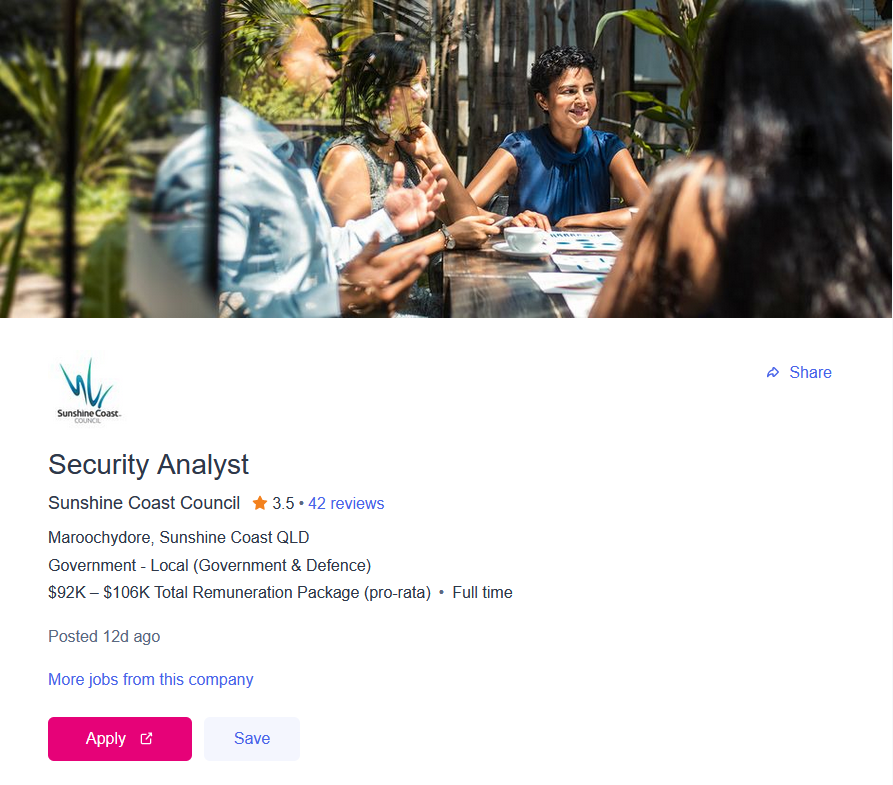 Sunshine Coast
COUNCIL
Share
Security Analyst
Sunshine Coast Council 3.5 • 42 reviews
Maroochydore, Sunshine Coast QLD
Government - Local (Government & Defence)
$92K – $106K Total Remuneration Package (pro-rata) • Full time
Posted 12d ago
More jobs from this company
Apply
Save